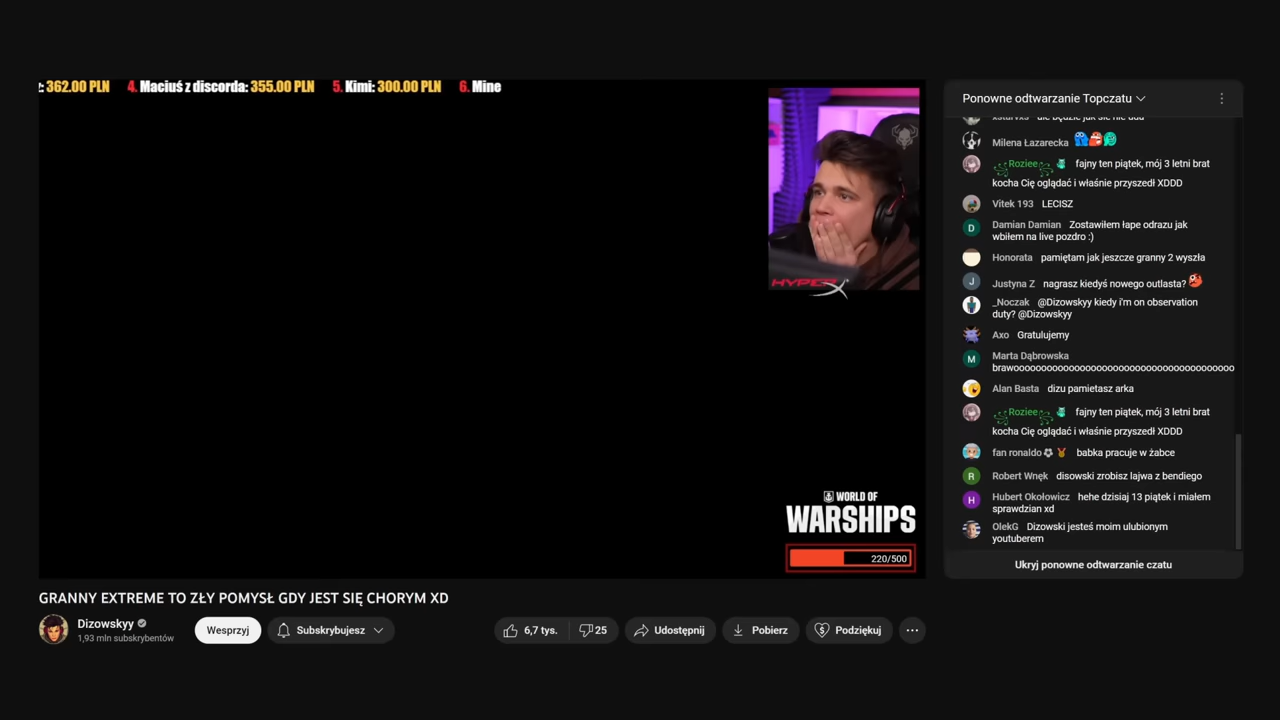 : 362.00 PLN 4. Maciuś z discorda: 355.00 PLN 5. Kimi: 300.00 PLN 6. Mine
HYPERX
WORLD OF
WARSHIPS
220/500
GRANNY EXTREME TO ZŁY POMYSŁ GDY JEST SIĘ CHORYM XD
Dizowskyy
1,93 mln subskrybentów
Wesprzyj
Subskrybujesz
6,7 tys.
25
Udostępnij
Pobierz
Podziękuj
Ponowne odtwarzanie Topczatu
Milena Łazarecka
Roziee fajny ten piątek, mój 3 letni brat
kocha Cię oglądać i właśnie przyszedł XDDD
Vitek 193 LECISZ
Damian Damian Zostawiłem łape odrazu jak
wbiłem na live pozdro :)
Honorata pamiętam jak jeszcze granny 2 wyszła
J Justyna Z nagrasz kiedyś nowego outlasta?
_Noczak @Dizowskyy kiedy i'm on observation
duty? @Dizowskyy
Axo Gratulujemy
M Marta Dąbrowska
brawoooooooooooooooooooooooooooooooooooooooo
Alan Basta dizu pamietasz arka
Roziee fajny ten piątek, mój 3 letni brat
kocha Cię oglądać i właśnie przyszedł XDDD
fan ronaldo babka pracuje w żabce
R Robert Wnęk disowski zrobisz lajwa z bendiego
H Hubert Okołowicz hehe dzisiaj 13 piątek i miałem
sprawdzian xd
OlekG Dizowski jesteś moim ulubionym
youtuberem
Ukryj ponowne odtwarzanie czatu